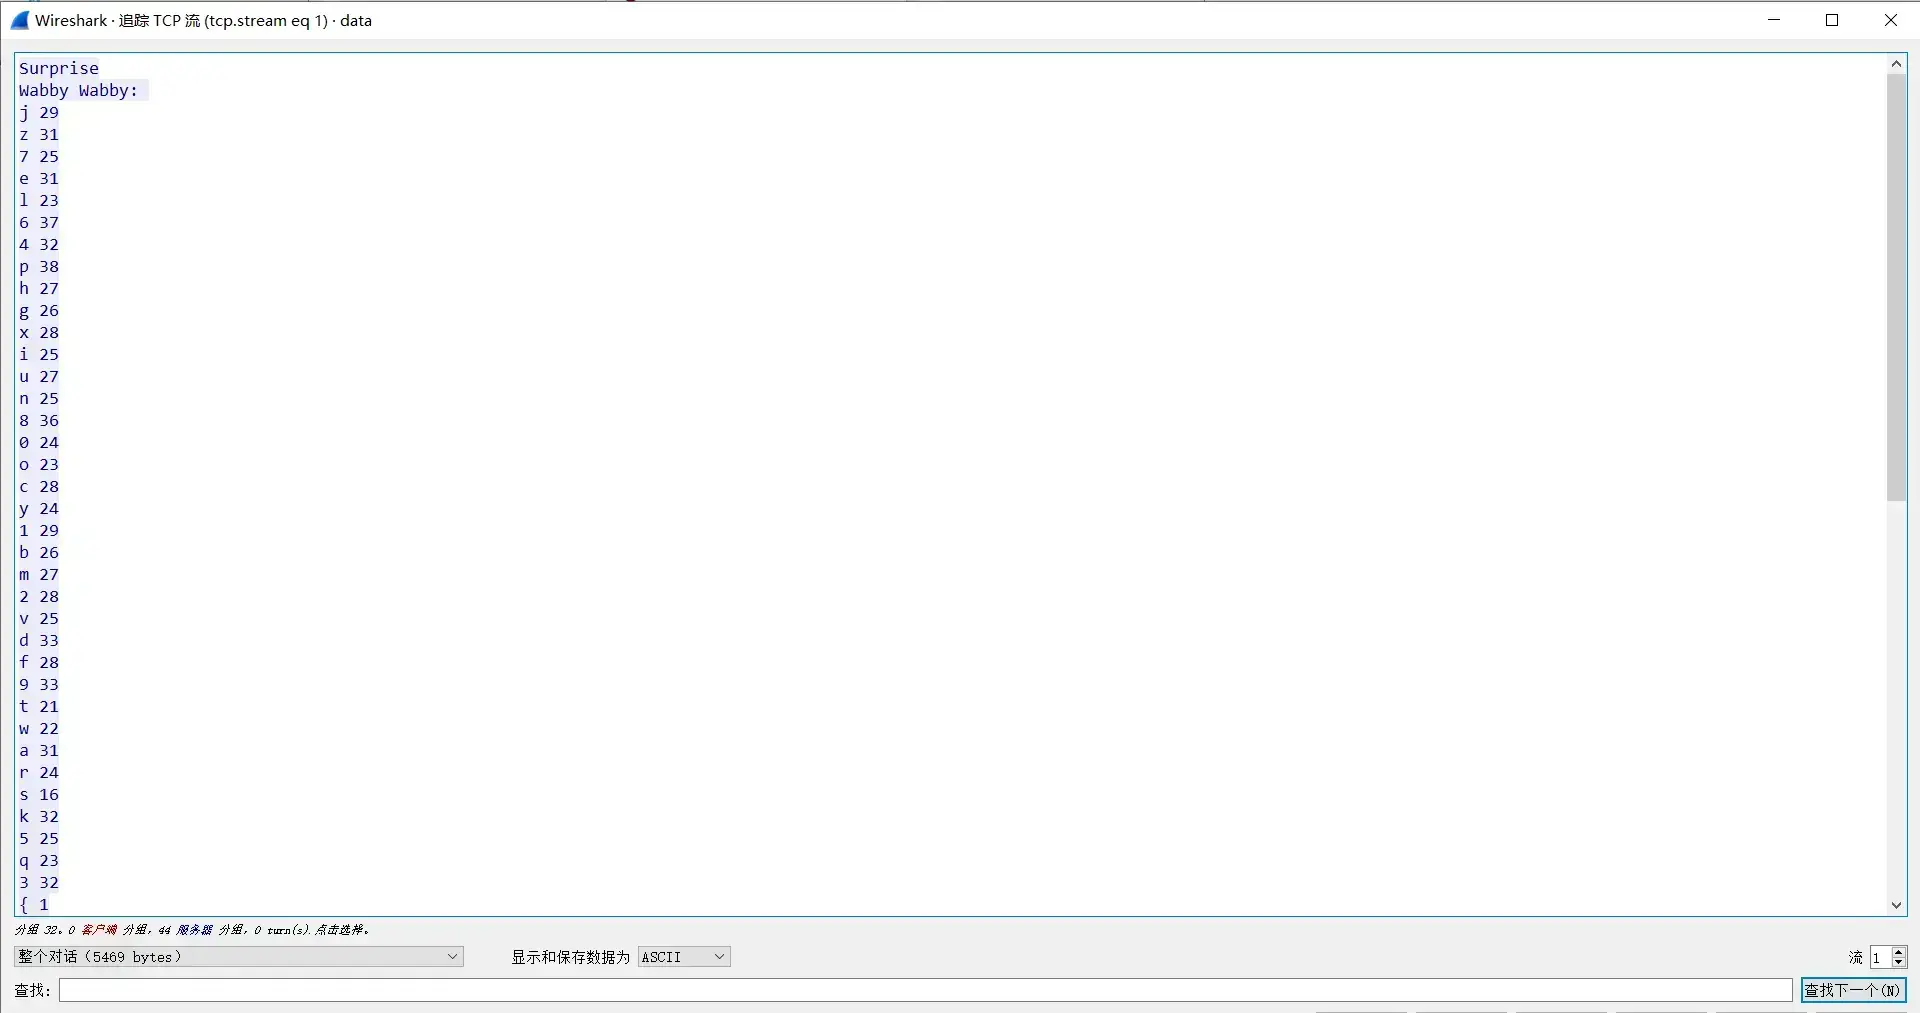 Wireshark · 追踪 TCP 流 (tcp.stream eq 1) · data
Surprise
Wabby Wabby:
j 29
z 31
7 25
e 31
l 23
6 37
4 32
p 38
h 27
g 26
x 28
i 25
u 27
n 25
8 36
0 24
o 23
c 28
y 24
1 29
b 26
m 27
2 28
v 25
d 33
f 28
9 33
t 21
w 22
a 31
r 24
s 16
k 32
5 25
q 23
3 32
{ 1
分组 32。0 客户端 分组, 44 服务器 分组, 0 turn(s).点击选择。
整个对话（5469 bytes）
显示和保存数据为 ASCII
流 1
查找:
查找下一个(N)